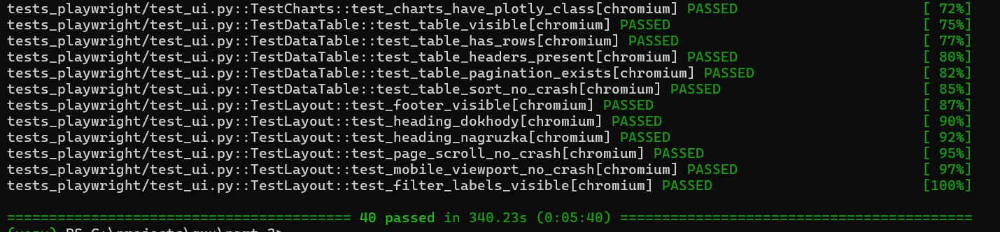 tests_playwright/test_ui.py::TestCharts::test_charts_have_plotly_class[chromium] PASSED [ 72%]
tests_playwright/test_ui.py::TestDataTable::test_table_visible[chromium] PASSED [ 75%]
tests_playwright/test_ui.py::TestDataTable::test_table_has_rows[chromium] PASSED [ 77%]
tests_playwright/test_ui.py::TestDataTable::test_table_headers_present[chromium] PASSED [ 80%]
tests_playwright/test_ui.py::TestDataTable::test_table_pagination_exists[chromium] PASSED [ 82%]
tests_playwright/test_ui.py::TestDataTable::test_table_sort_no_crash[chromium] PASSED [ 85%]
tests_playwright/test_ui.py::TestLayout::test_footer_visible[chromium] PASSED [ 87%]
tests_playwright/test_ui.py::TestLayout::test_heading_dokhody[chromium] PASSED [ 90%]
tests_playwright/test_ui.py::TestLayout::test_heading_nagruzka[chromium] PASSED [ 92%]
tests_playwright/test_ui.py::TestLayout::test_page_scroll_no_crash[chromium] PASSED [ 95%]
tests_playwright/test_ui.py::TestLayout::test_mobile_viewport_no_crash[chromium] PASSED [ 97%]
tests_playwright/test_ui.py::TestLayout::test_filter_labels_visible[chromium] PASSED [100%]
========================================= 40 passed in 340.23s (0:05:40) ==========================================